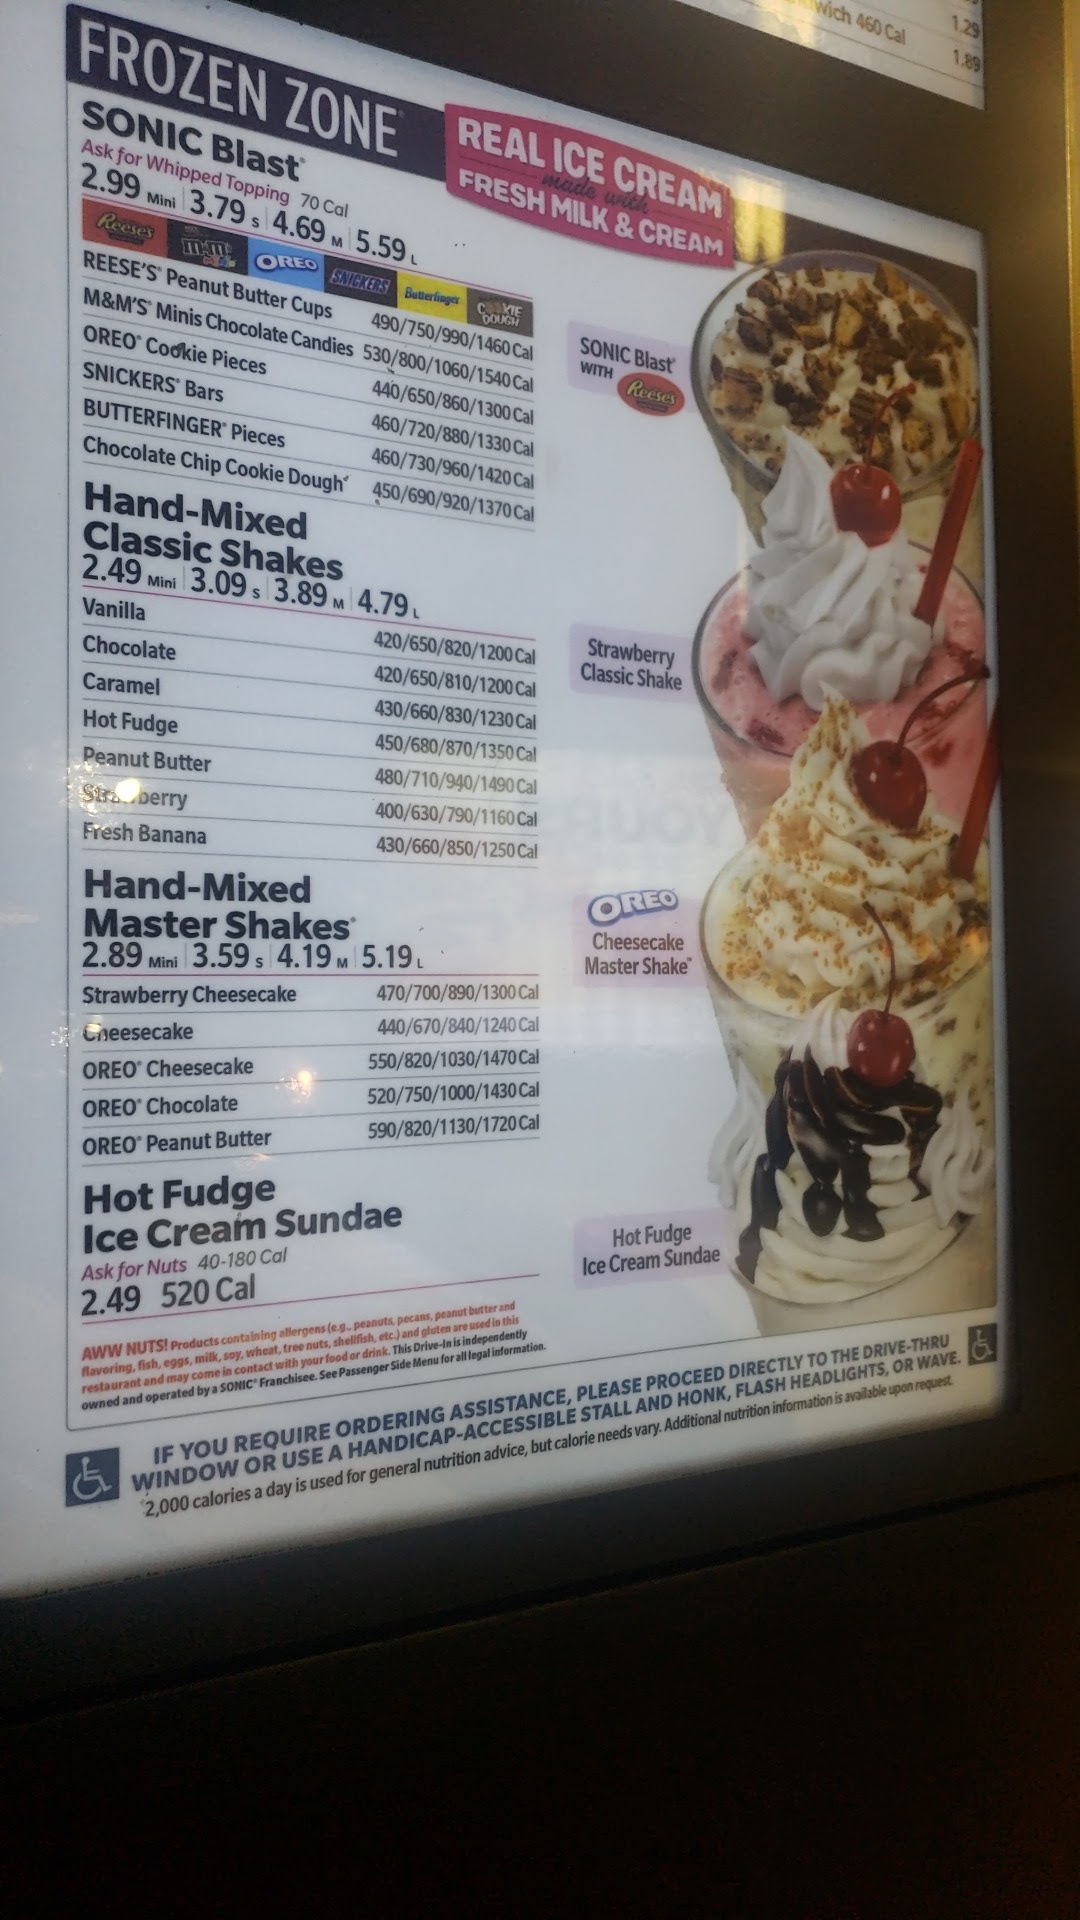 wich 460 Cal 1.29
1.89
FROZEN ZONE
REAL ICE CREAM
made with
FRESH MILK & CREAM
SONIC Blast®
Ask for Whipped Topping 70 Cal
2.99 Mini | 3.79 S | 4.69 M | 5.59 L
Reese's m&m's MINIS OREO SNICKERS Butterfinger COOKIE DOUGH
REESE'S® Peanut Butter Cups 490/750/990/1460 Cal
M&M'S® Minis Chocolate Candies 530/800/1060/1540 Cal
OREO® Cookie Pieces 440/650/860/1300 Cal
SNICKERS® Bars 460/720/880/1330 Cal
BUTTERFINGER® Pieces 460/730/960/1420 Cal
Chocolate Chip Cookie Dough 450/690/920/1370 Cal
SONIC Blast®
WITH Reese's
Hand-Mixed
Classic Shakes
2.49 Mini | 3.09 S | 3.89 M | 4.79 L
Vanilla 420/650/820/1200 Cal
Chocolate 420/650/810/1200 Cal
Caramel 430/660/830/1230 Cal
Hot Fudge 450/680/870/1350 Cal
Peanut Butter 480/710/940/1490 Cal
Strawberry 400/630/790/1160 Cal
Fresh Banana 430/660/850/1250 Cal
Strawberry
Classic Shake
Hand-Mixed
Master Shakes®
2.89 Mini | 3.59 S | 4.19 M | 5.19 L
Strawberry Cheesecake 470/700/890/1300 Cal
Cheesecake 440/670/840/1240 Cal
OREO® Cheesecake 550/820/1030/1470 Cal
OREO® Chocolate 520/750/1000/1430 Cal
OREO® Peanut Butter 590/820/1130/1720 Cal
OREO
Cheesecake
Master Shake™
Hot Fudge
Ice Cream Sundae
Ask for Nuts 40-180 Cal
2.49 520 Cal
Hot Fudge
Ice Cream Sundae
AWW NUTS! Products containing allergens (e.g., peanuts, pecans, peanut butter and
flavoring, fish, eggs, milk, soy, wheat, tree nuts, shellfish, etc.) and gluten are used in this
restaurant and may come in contact with your food or drink. This Drive-In is independently
owned and operated by a SONIC® Franchisee. See Passenger Side Menu for all legal information.
IF YOU REQUIRE ORDERING ASSISTANCE, PLEASE PROCEED DIRECTLY TO THE DRIVE-THRU
WINDOW OR USE A HANDICAP-ACCESSIBLE STALL AND HONK, FLASH HEADLIGHTS, OR WAVE.
2,000 calories a day is used for general nutrition advice, but calorie needs vary. Additional nutrition information is available upon request.